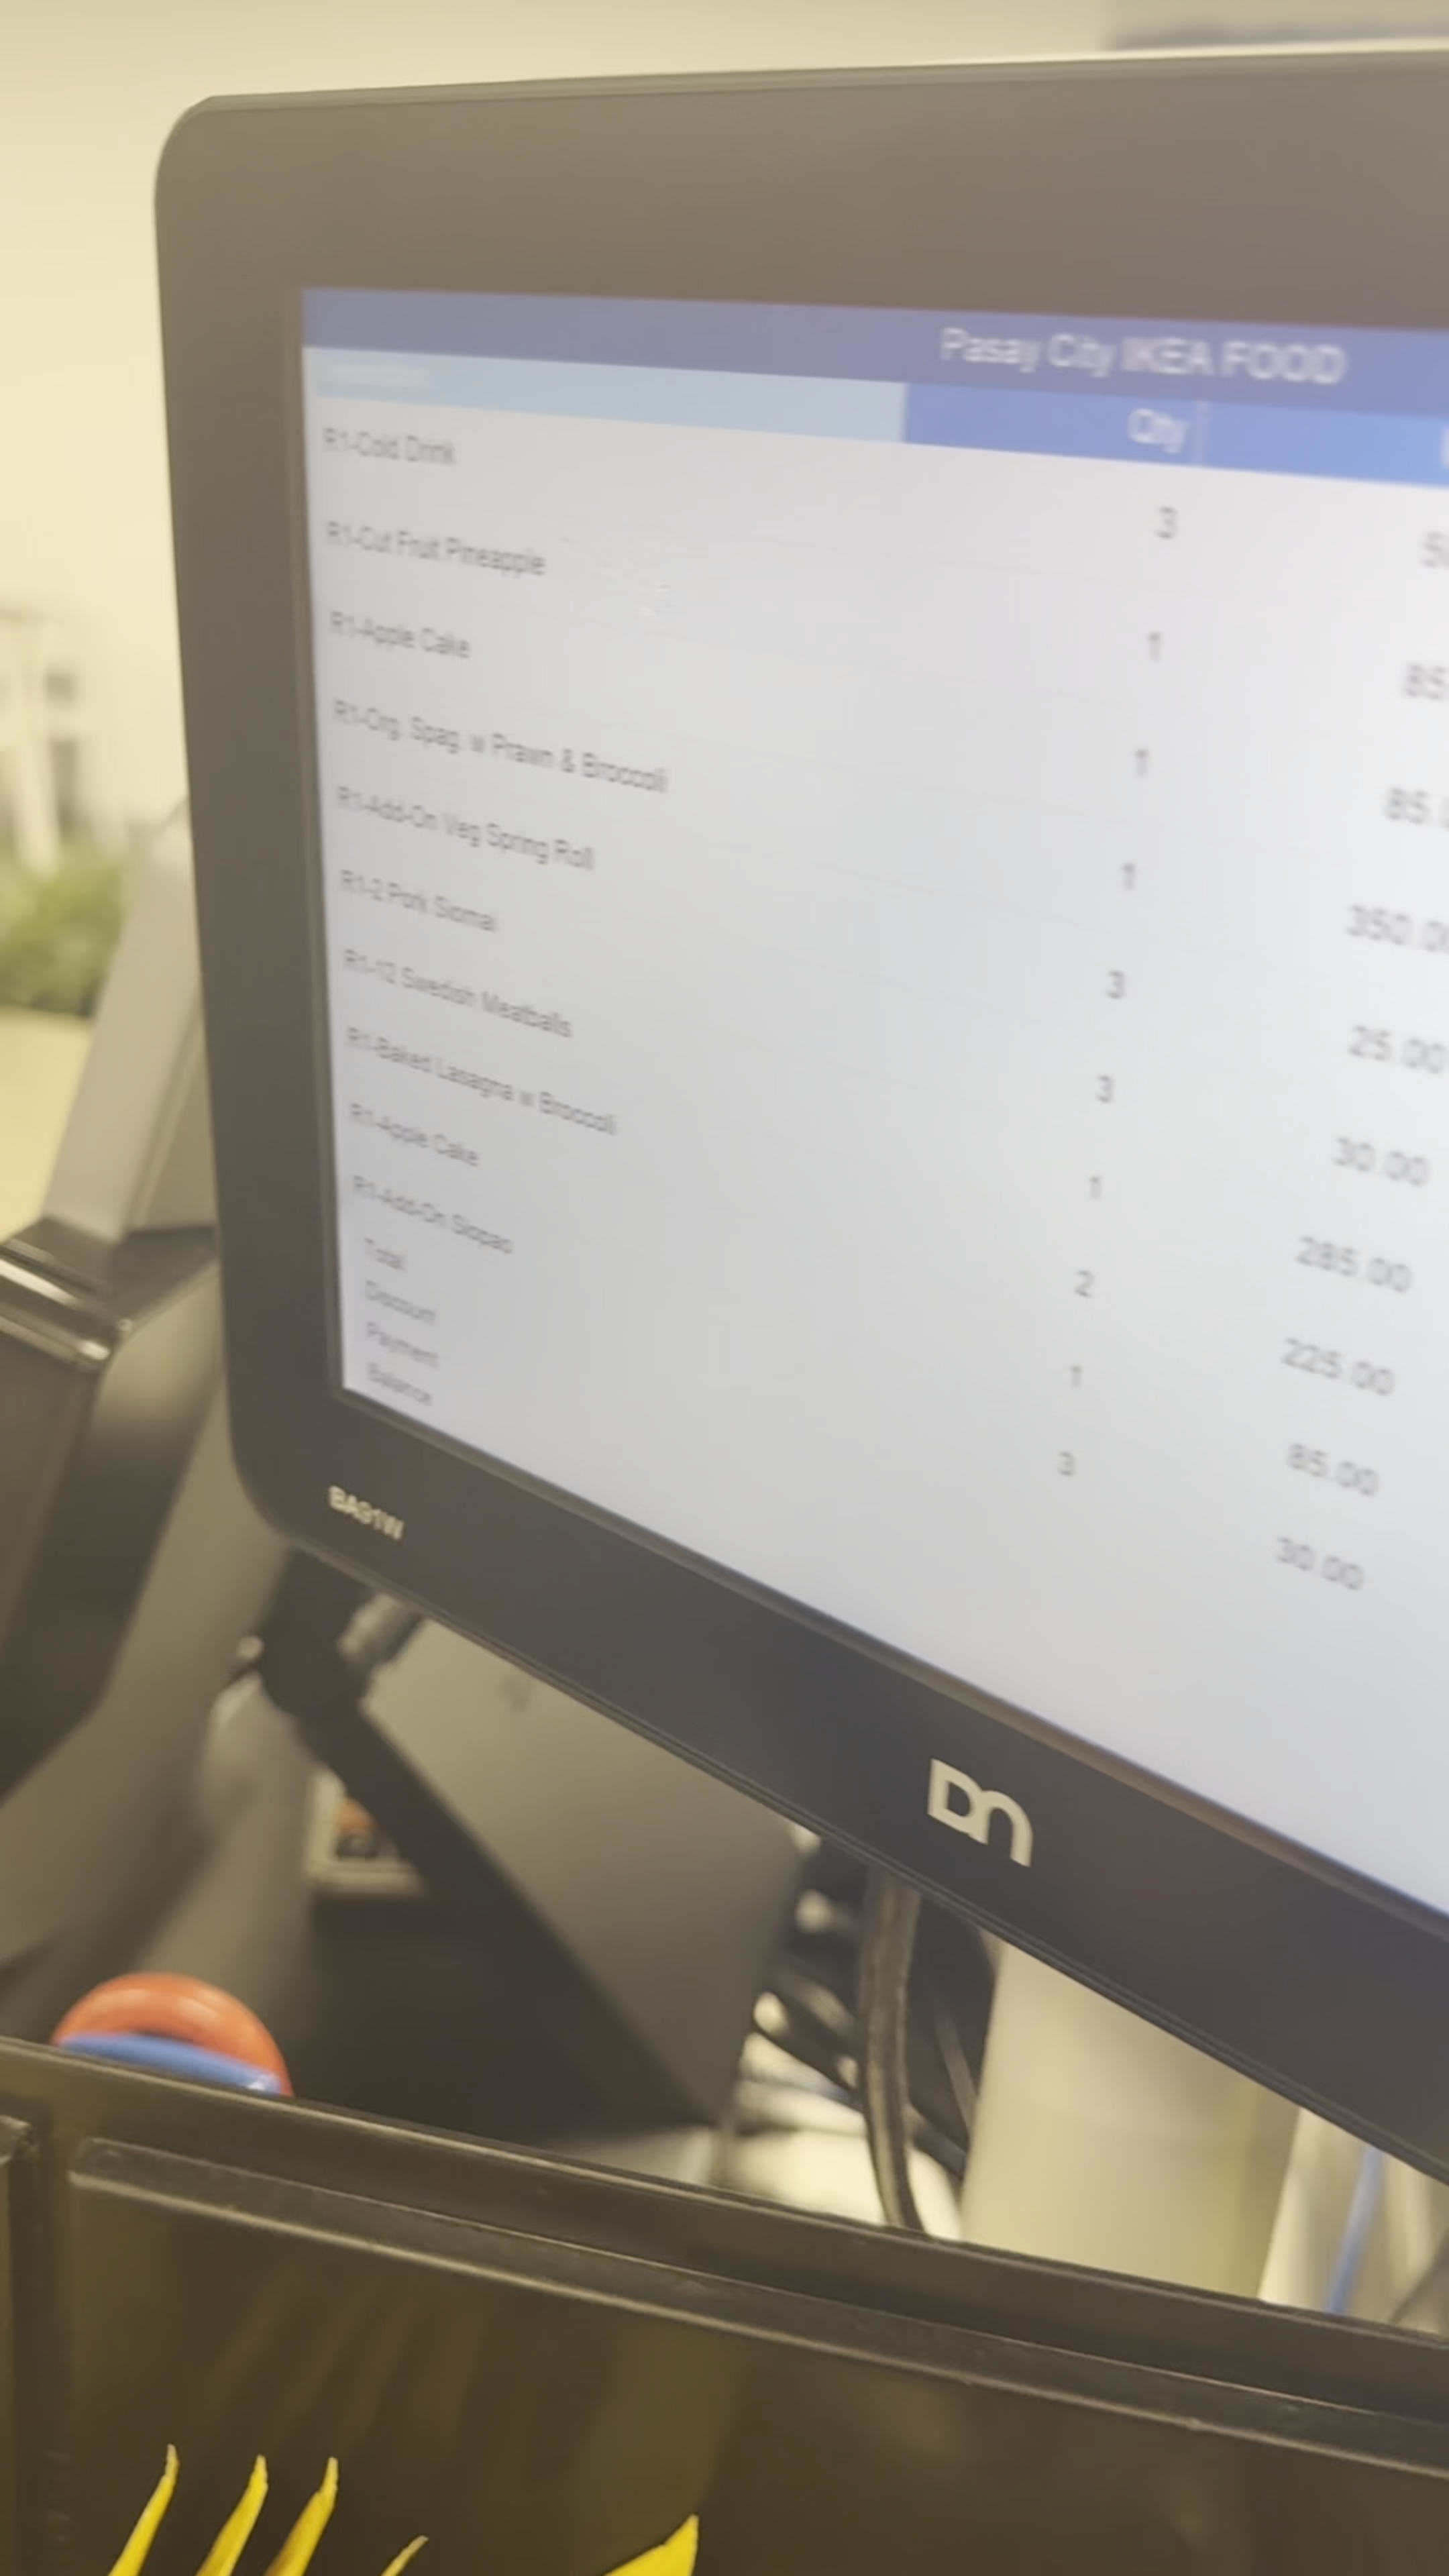 Pasay City IKEA FOOD
City
R1-Cold Drink 3
R1-Cut Fruit Pineapple 1 85.
R1-Apple Cake 1 85.
R1-Org. Spag. w Prawn & Broccoli 1 350.00
R1-Add-On Veg Spring Roll 3 25.00
R1-2 Pork Siomai 3 30.00
R1-12 Swedish Meatballs 1 285.00
R1-Baked Lasagna w Broccoli 2 225.00
R1-Apple Cake 1 85.00
R1-Add-On Siopao 3 30.00
Total
Discount
Payment
Balance
BA91W
DN